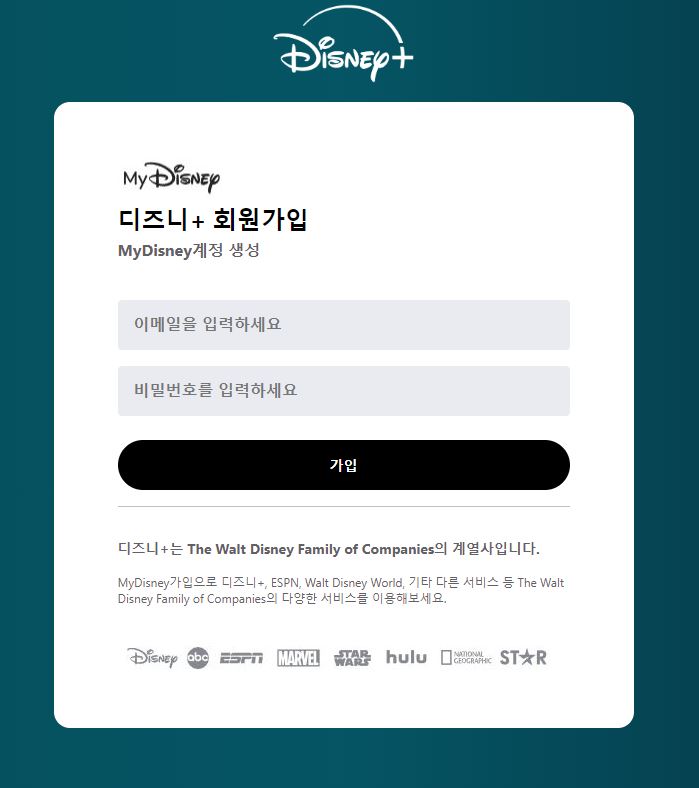 Disney+
My Disney
디즈니+ 회원가입
MyDisney계정 생성
이메일을 입력하세요
비밀번호를 입력하세요
가입
디즈니+는 The Walt Disney Family of Companies의 계열사입니다.
MyDisney가입으로 디즈니+, ESPN, Walt Disney World, 기타 다른 서비스 등 The Walt
Disney Family of Companies의 다양한 서비스를 이용해보세요.
Disney abc ESPN MARVEL STAR WARS hulu NATIONAL GEOGRAPHIC STAR